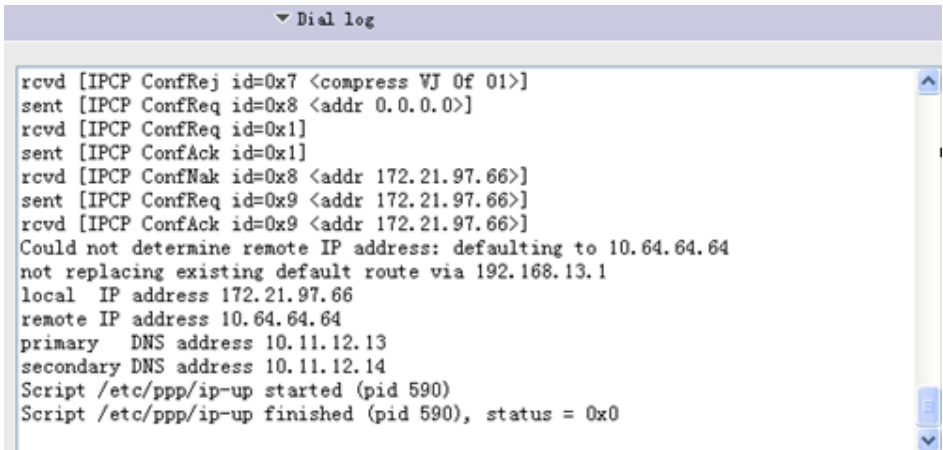 Dial log
rcvd [IPCP ConfRej id=0x7 <compress VJ 0f 01>]
sent [IPCP ConfReq id=0x8 <addr 0.0.0.0>]
rcvd [IPCP ConfReq id=0x1]
sent [IPCP ConfAck id=0x1]
rcvd [IPCP ConfNak id=0x8 <addr 172.21.97.66>]
sent [IPCP ConfReq id=0x9 <addr 172.21.97.66>]
rcvd [IPCP ConfAck id=0x9 <addr 172.21.97.66>]
Could not determine remote IP address: defaulting to 10.64.64.64
not replacing existing default route via 192.168.13.1
local  IP address 172.21.97.66
remote IP address 10.64.64.64
primary   DNS address 10.11.12.13
secondary DNS address 10.11.12.14
Script /etc/ppp/ip-up started (pid 590)
Script /etc/ppp/ip-up finished (pid 590), status = 0x0